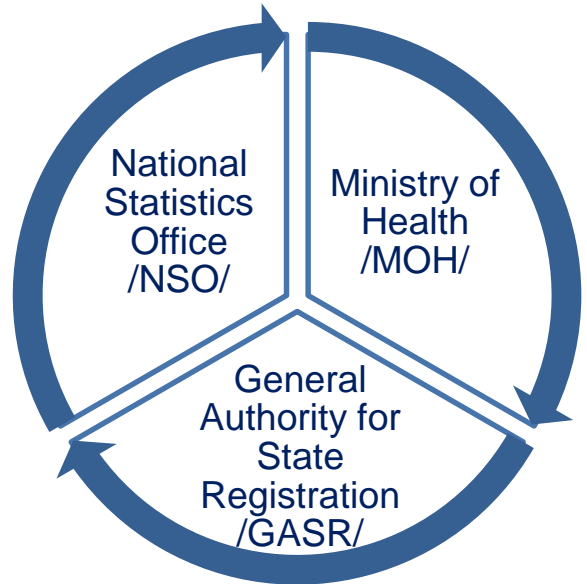 National
Statistics
Office
/NSO/
Ministry of
Health
/MOH/
General
Authority for
State
Registration
/GASR/